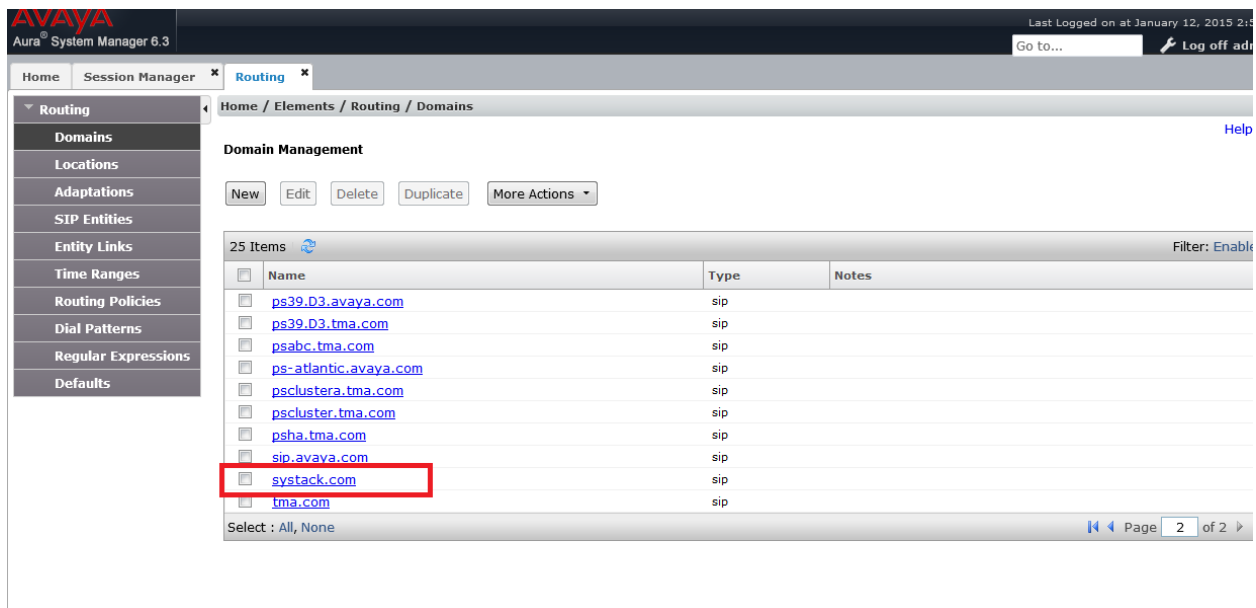 AVAYA
Aura® System Manager 6.3
Last Logged on at January 12, 2015 2:5
Go to... Log off adr
Home Session Manager Routing
Routing
Domains
Locations
Adaptations
SIP Entities
Entity Links
Time Ranges
Routing Policies
Dial Patterns
Regular Expressions
Defaults
Home / Elements / Routing / Domains
Help
Domain Management
New Edit Delete Duplicate More Actions
25 Items Filter: Enable
Name Type Notes
ps39.D3.avaya.com sip
ps39.D3.tma.com sip
psabc.tma.com sip
ps-atlantic.avaya.com sip
psclustera.tma.com sip
pscluster.tma.com sip
psha.tma.com sip
sip.avaya.com sip
systack.com sip
tma.com sip
Select : All, None Page 2 of 2